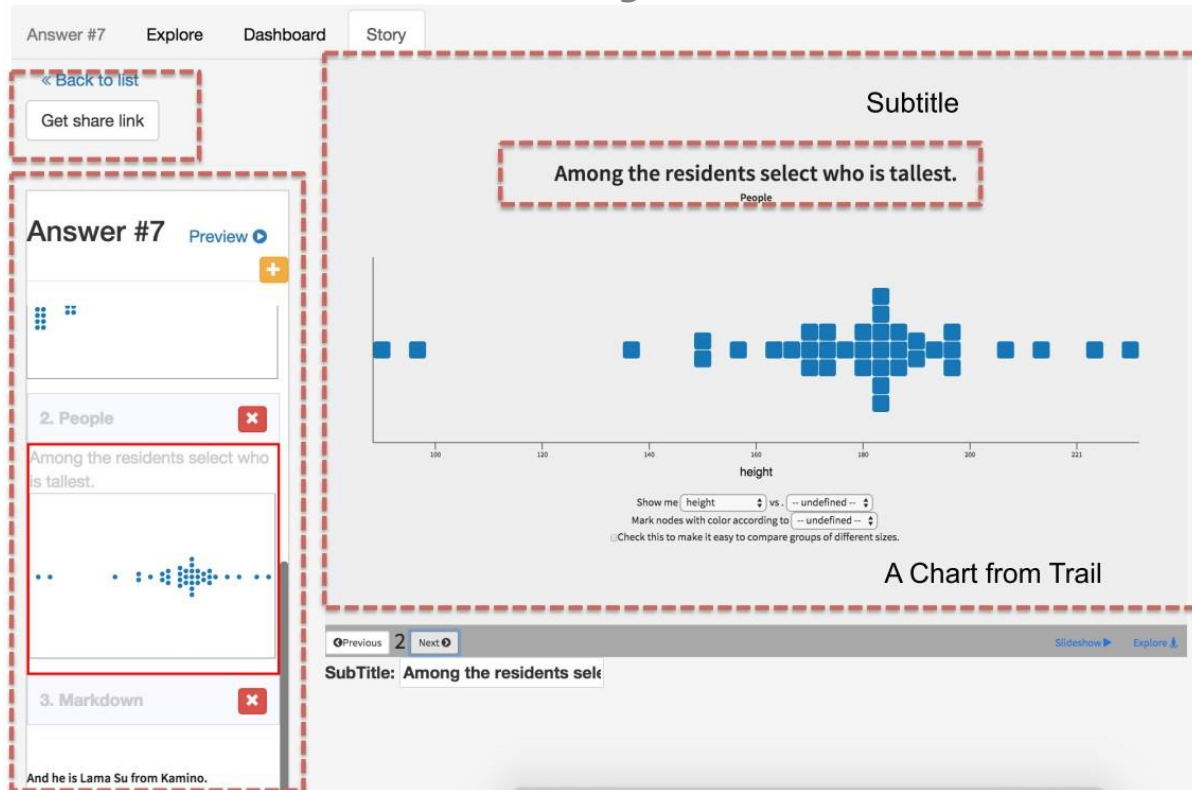 Answer #7 Explore Dashboard Story
« Back to list
Get share link
Answer #7 Preview
2. People
Among the residents select who
is tallest.
3. Markdown
And he is Lama Su from Kamino.
Subtitle
Among the residents select who is tallest.
People
100 120 140 160 180 200 221
height
Show me height vs . -- undefined --
Mark nodes with color according to -- undefined --
Check this to make it easy to compare groups of different sizes.
A Chart from Trail
Previous 2 Next Slideshow Explore
SubTitle: Among the residents sele